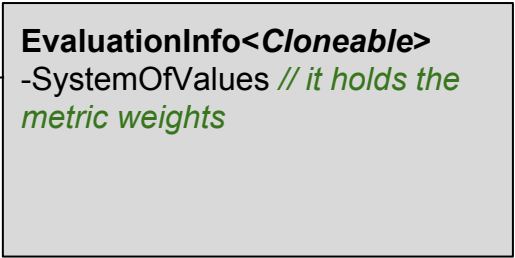 EvaluationInfo<Cloneable>
-SystemOfValues // it holds the
metric weights